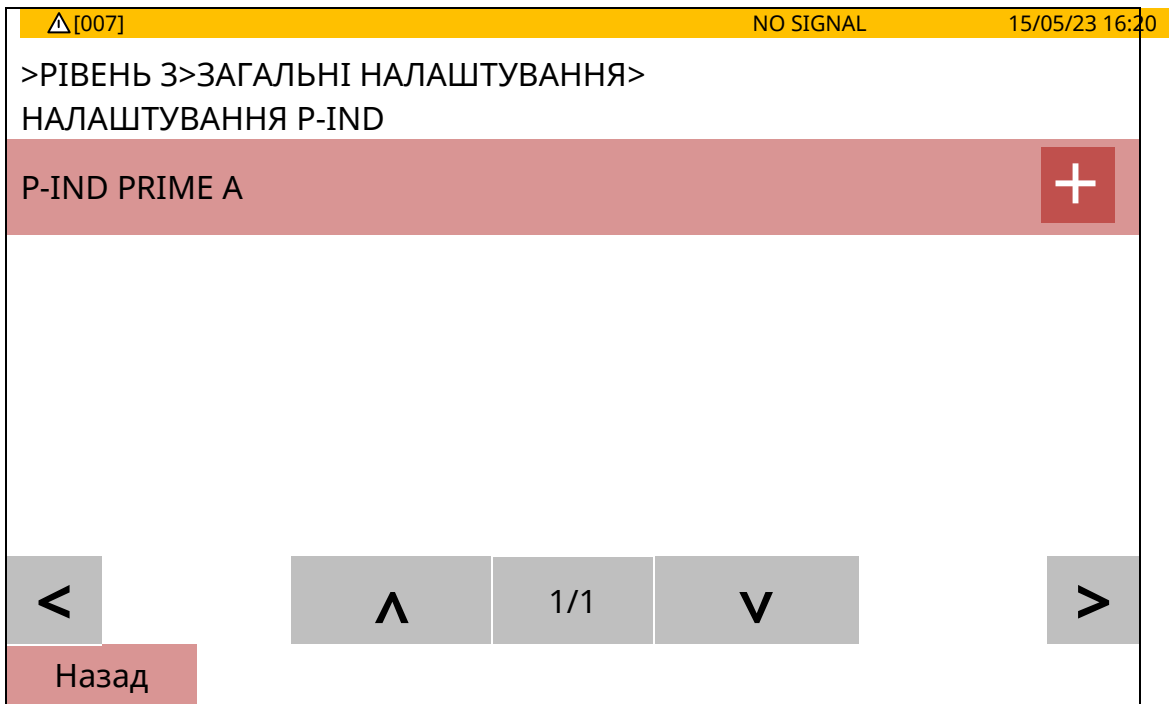 ⚠[007] NO SIGNAL 15/05/23 16:20
>РІВЕНЬ 3>ЗАГАЛЬНІ НАЛАШТУВАННЯ>
НАЛАШТУВАННЯ P-IND
P-IND PRIME A +
< ʌ 1/1 v >
Назад